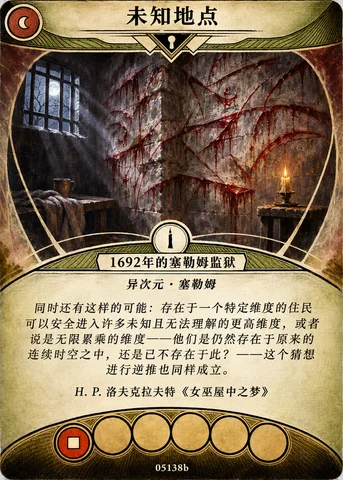 未知地点
1692年的塞勒姆监狱
异次元·塞勒姆
同时还有这样的可能：存在于一个特定维度的住民
可以安全进入许多未知且无法理解的更高维度，或者
说是无限累乘的维度——他们是仍然存在于原来的
连续时空之中，还是已不存在于此？——这个猜想
进行逆推也同样成立。
H. P. 洛夫克拉夫特《女巫屋中之梦》
05138b